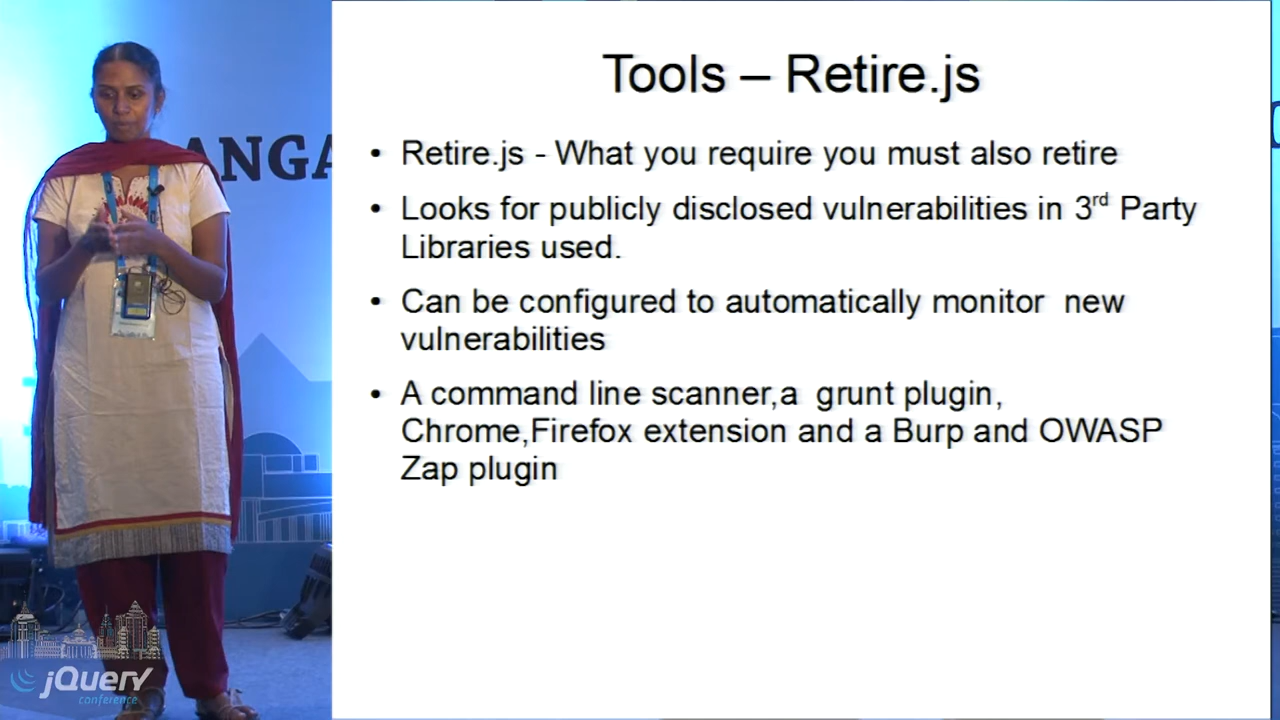 Tools – Retire.js
• Retire.js - What you require you must also retire
• Looks for publicly disclosed vulnerabilities in 3rd Party
Libraries used.
• Can be configured to automatically monitor  new
vulnerabilities
• A command line scanner,a  grunt plugin,
Chrome,Firefox extension and a Burp and OWASP
Zap plugin
ANGA
jQuery
conference